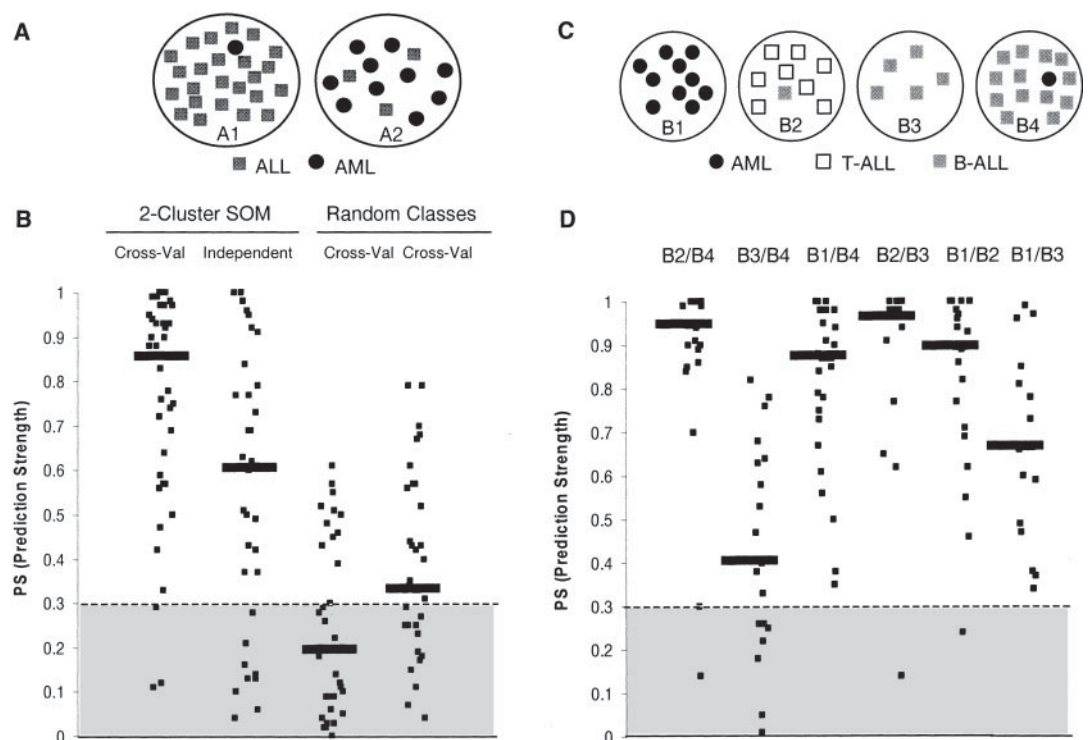 A
A1
A2
ALL AML
C
B1
B2
B3
B4
AML T-ALL B-ALL
B
2-Cluster SOM Random Classes
Cross-Val Independent Cross-Val Cross-Val
PS (Prediction Strength)
1
0.9
0.8
0.7
0.6
0.5
0.4
0.3
0.2
0.1
0
D
B2/B4 B3/B4 B1/B4 B2/B3 B1/B2 B1/B3
PS (Prediction Strength)
1
0.9
0.8
0.7
0.6
0.5
0.4
0.3
0.2
0.1
0